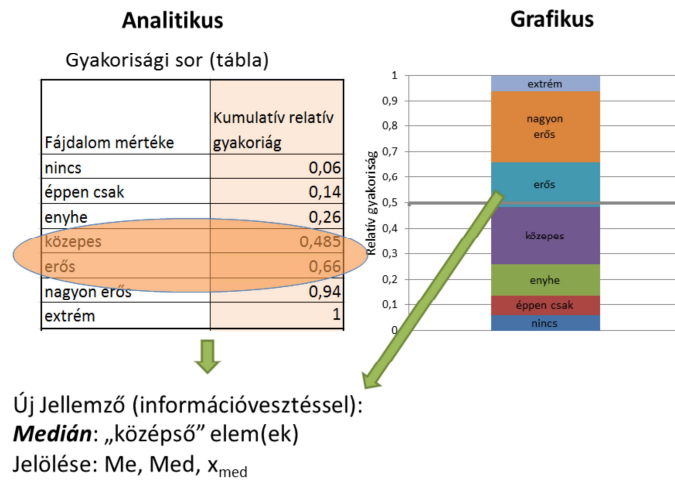 Analitikus
Gyakorisági sor (tábla)
Fájdalom mértéke
Kumulatív relatív
gyakoriág
nincs 0,06
éppen csak 0,14
enyhe 0,26
közepes 0,485
erős 0,66
nagyon erős 0,94
extrém 1
Grafikus
Relatív gyakoriság
1
0,9
0,8
0,7
0,6
0,5
0,4
0,3
0,2
0,1
0
extrém
nagyon
erős
erős
közepes
enyhe
éppen csak
nincs
Új Jellemző (információvesztéssel):
Medián: „középső” elem(ek)
Jelölése: Me, Med, xmed